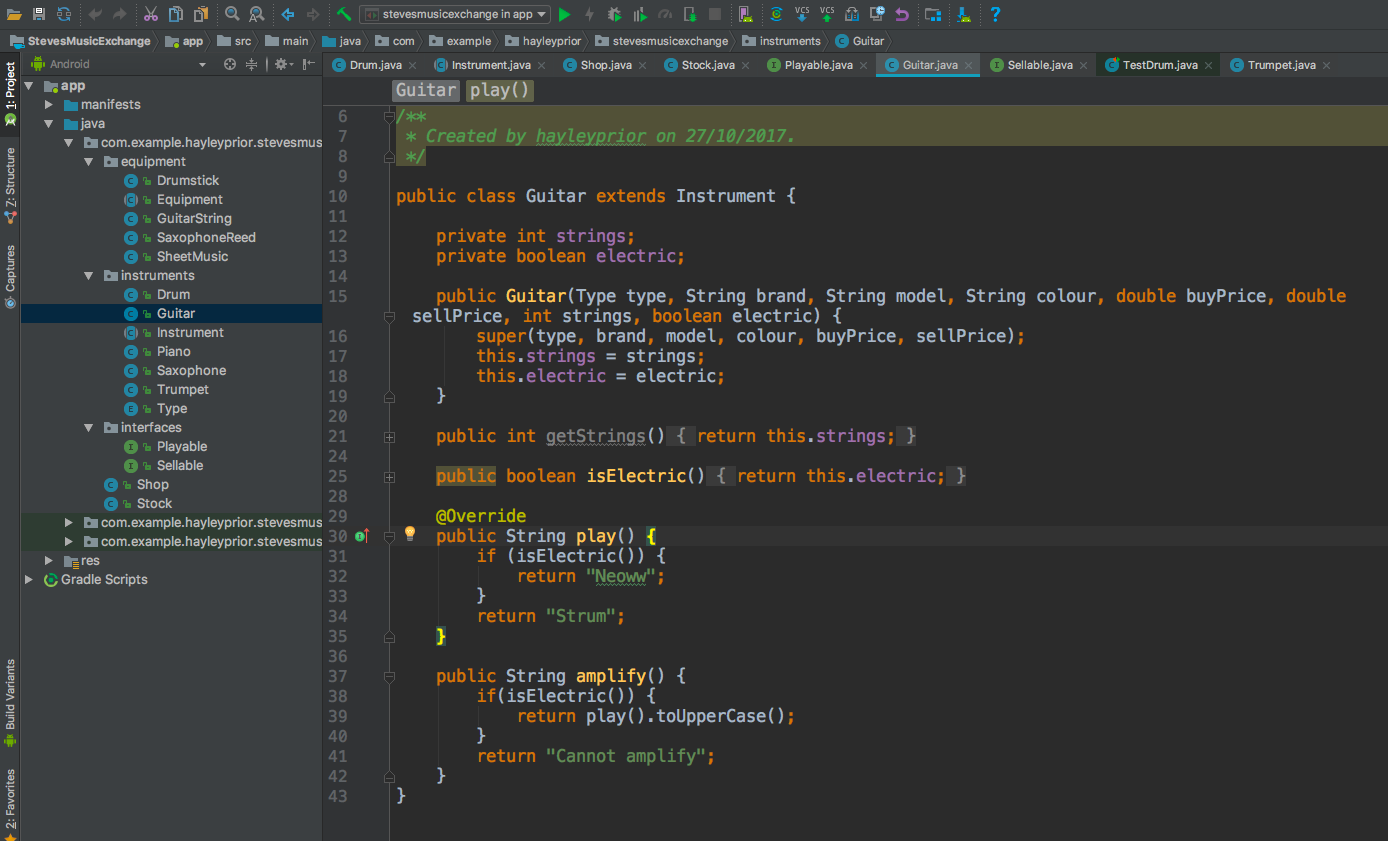 stevesmusicexchange in app
VCS VCS
StevesMusicExchange app src main java com example hayleyprior stevesmusicexchange instruments Guitar
1: Project
Z: Structure
Captures
Build Variants
2: Favorites
Android
app
manifests
java
com.example.hayleyprior.stevesmus
equipment
Drumstick
Equipment
GuitarString
SaxophoneReed
SheetMusic
instruments
Drum
Guitar
Instrument
Piano
Saxophone
Trumpet
Type
interfaces
Playable
Sellable
Shop
Stock
com.example.hayleyprior.stevesmus
com.example.hayleyprior.stevesmus
res
Gradle Scripts
Drum.java Instrument.java Shop.java Stock.java Playable.java Guitar.java Sellable.java TestDrum.java Trumpet.java
Guitar play()
6 /**
7 * Created by hayleyprior on 27/10/2017.
8 */
9
10 public class Guitar extends Instrument {
11
12 private int strings;
13 private boolean electric;
14
15 public Guitar(Type type, String brand, String model, String colour, double buyPrice, double
sellPrice, int strings, boolean electric) {
16 super(type, brand, model, colour, buyPrice, sellPrice);
17 this.strings = strings;
18 this.electric = electric;
19 }
20
21 public int getStrings() { return this.strings; }
24
25 public boolean isElectric() { return this.electric; }
28
29 @Override
30 public String play() {
31 if (isElectric()) {
32 return "Neoww";
33 }
34 return "Strum";
35 }
36
37 public String amplify() {
38 if(isElectric()) {
39 return play().toUpperCase();
40 }
41 return "Cannot amplify";
42 }
43 }